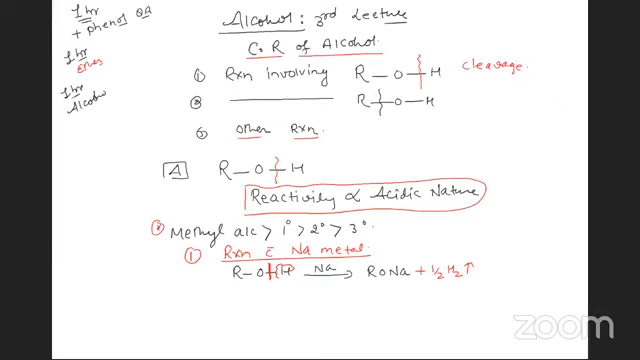 1 hr
+ Phenol QA
1 hr
Ethers
1 hr
Alcoho
Alcohol: 3rd Lecture
C.R of Alcohol
① Rxn involving R — O — H cleavage.
② R — O — H
③ Other Rxn.
A R — O — H
Reactivity ∝ Acidic Nature
Methyl alc > 1° > 2° > 3°.
① Rxn c̄ Na metal.
R – O – H Na → RONa + 1/2 H2 ↑
zoom